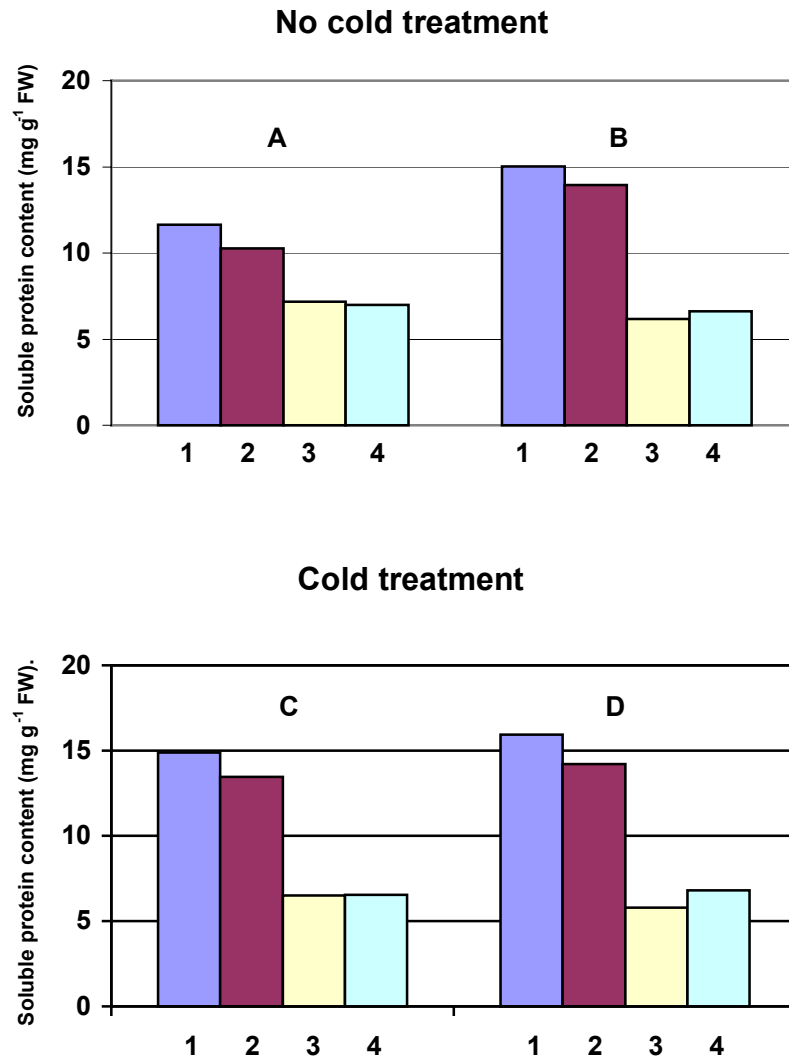 No cold treatment
Soluble protein content (mg g-1 FW)
20
15
10
5
0
A
B
1 2 3 4 1 2 3 4
Cold treatment
Soluble protein content (mg g-1 FW).
20
15
10
5
0
C
D
1 2 3 4 1 2 3 4